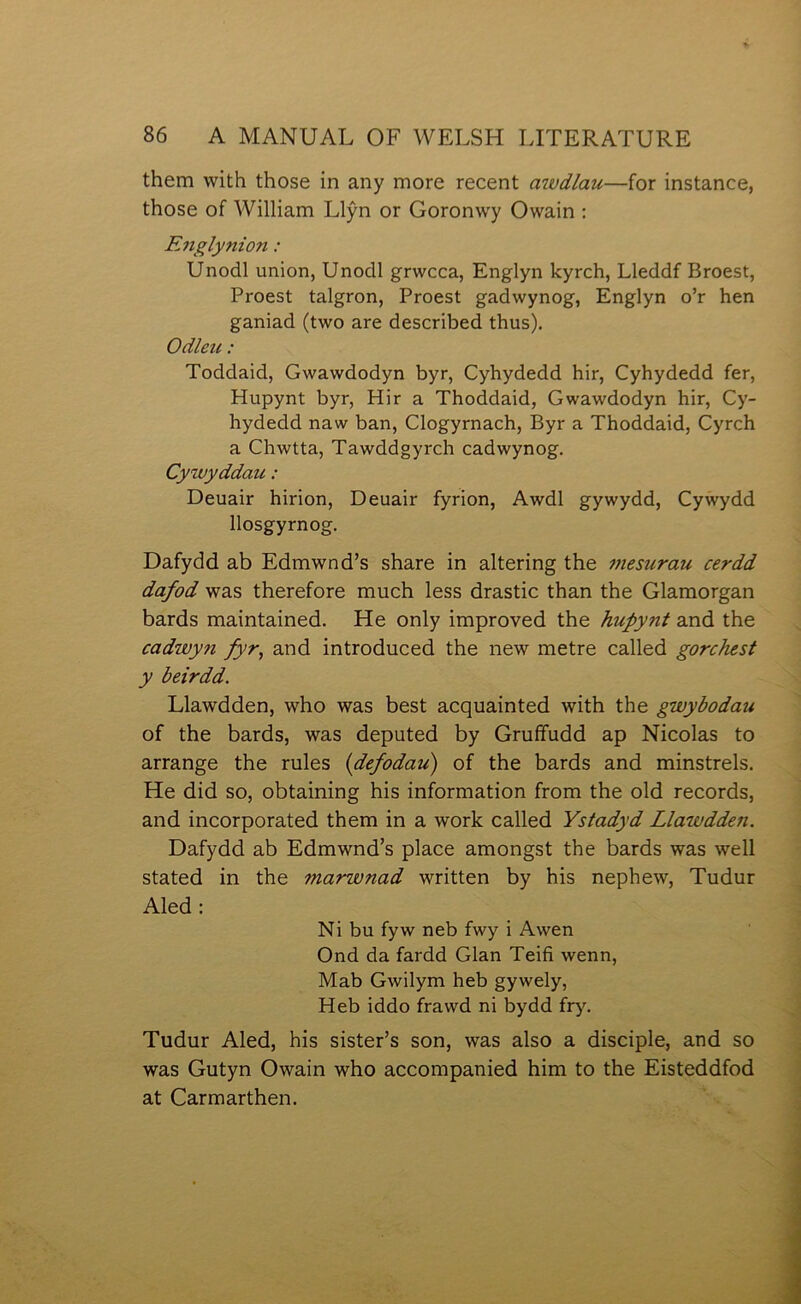 86 A MANUAL OF WELSH LITERATURE
them with those in any more recent awdlau—for instance,
those of William Llŷn or Goronwy Owain :
Englynion :
Unodl union, Unodl grwcca, Englyn kyrch, Lleddf Broest,
Proest talgron, Proest gadwynog, Englyn o’r hen
ganiad (two are described thus).
Odleu :
Toddaid, Gwawdodyn byr, Cyhydedd hir, Cyhydedd fer,
Hupynt byr, Hir a Thoddaid, Gwawdodyn hir, Cy-
hydedd naw ban, Clogyrnach, Byr a Thoddaid, Cyrch
a Chwtta, Tawddgyrch cadwynog.
Cywyddau :
Deuair hirion, Deuair fyrion, Awdl gywydd, Cywydd
llosgyrnog.
Dafydd ab Edmwnd’s share in altering the mesurau cerdd
dafod was therefore much less drastic than the Glamorgan
bards maintained. He only improved the hupynt and the
cadwyn fyr, and introduced the new metre called gorchest
y beirdd.
Llawdden, who was best acquainted with the gwybodau
of the bards, was deputed by Gruffudd ap Nicolas to
arrange the rules (defodau) of the bards and minstrels.
He did so, obtaining his information from the old records,
and incorporated them in a work called Ystadyd Llawdden.
Dafydd ab Edmwnd’s place amongst the bards was well
stated in the marwnad written by his nephew, Tudur
Aled :
Ni bu fyw neb fwy i Awen
Ond da fardd Glan Teifi wenn,
Mab Gwilym heb gywely,
Heb iddo frawd ni bydd fry.
Tudur Aled, his sister’s son, was also a disciple, and so
was Gutyn Owain who accompanied him to the Eisteddfod
at Carmarthen.